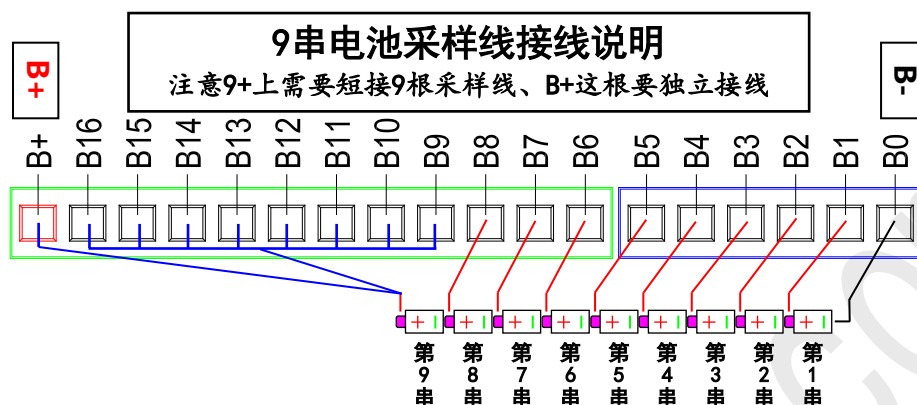 9串电池采样线接线说明
注意9+上需要短接9根采样线、B+这根要独立接线
B+
B-
B+ B16 B15 B14 B13 B12 B11 B10 B9 B8 B7 B6 B5 B4 B3 B2 B1 B0
第9串 第8串 第7串 第6串 第5串 第4串 第3串 第2串 第1串
com